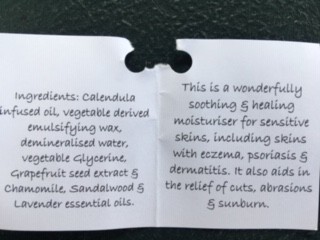 Ingredients: Calendula
infused oil, vegetable derived
emulsifying wax,
demineralised water,
vegetable Glycerine,
Grapefruit seed extract &
Chamomile, Sandalwood &
Lavender essential oils.
This is a wonderfully
soothing & healing
moisturiser for sensitive
skins, including skins
with eczema, psoriasis &
dermatitis. It also aids in
the relief of cuts, abrasions
& sunburn.